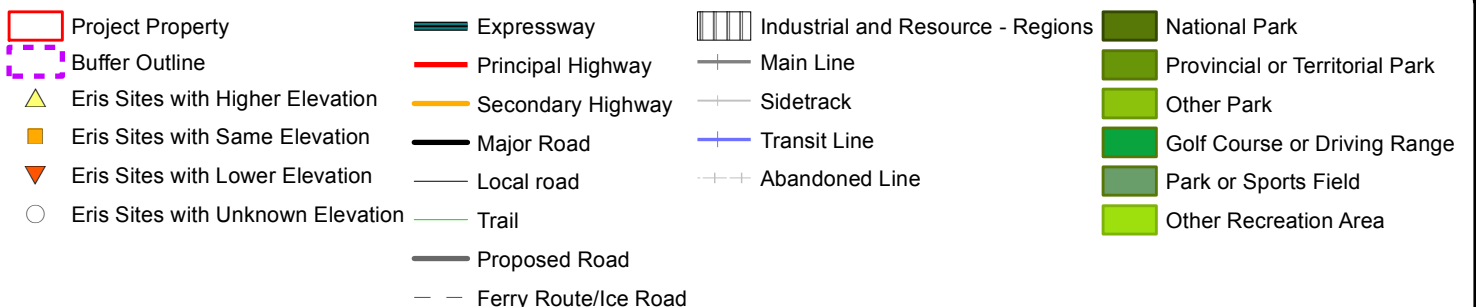 Project Property
Buffer Outline
Eris Sites with Higher Elevation
Eris Sites with Same Elevation
Eris Sites with Lower Elevation
Eris Sites with Unknown Elevation
Expressway
Principal Highway
Secondary Highway
Major Road
Local road
Trail
Proposed Road
Ferry Route/Ice Road
Industrial and Resource - Regions
Main Line
Sidetrack
Transit Line
Abandoned Line
National Park
Provincial or Territorial Park
Other Park
Golf Course or Driving Range
Park or Sports Field
Other Recreation Area